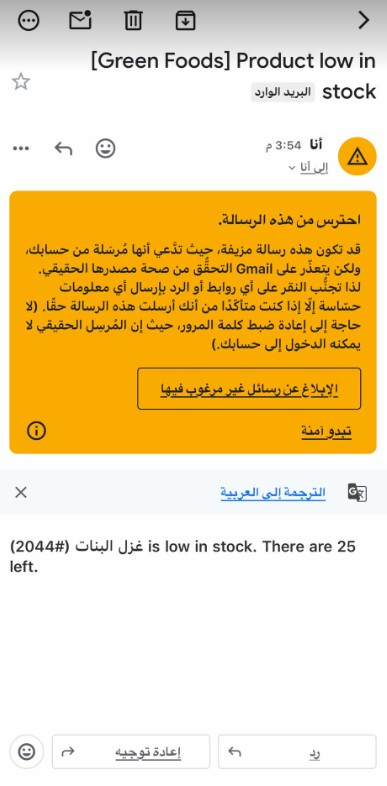 [Green Foods] Product low in
stock البريد الوارد
أنا 3:54 م
إلى أنا
احترس من هذه الرسالة.
قد تكون هذه رسالة مزيفة، حيث تدَّعي أنها مُرسَلة من حسابك،
ولكن يتعذَّر على Gmail التحقُّق من صحة مصدرها الحقيقي.
لذا تجنُّب النقر على أي روابط أو الرد بإرسال أي معلومات
حسّاسة إلّا إذا كنت متأكّدًا من أنك أرسلت هذه الرسالة حقًا. (لا
حاجة إلى إعادة ضبط كلمة المرور، حيث إن المُرسِل الحقيقي لا
يمكنه الدخول إلى حسابك.)
الإبلاغ عن رسائل غير مرغوب فيها
تبدو آمنة
الترجمة إلى العربية
غزل البنات (#2044) is low in stock. There are 25
left.
رد
إعادة توجيه